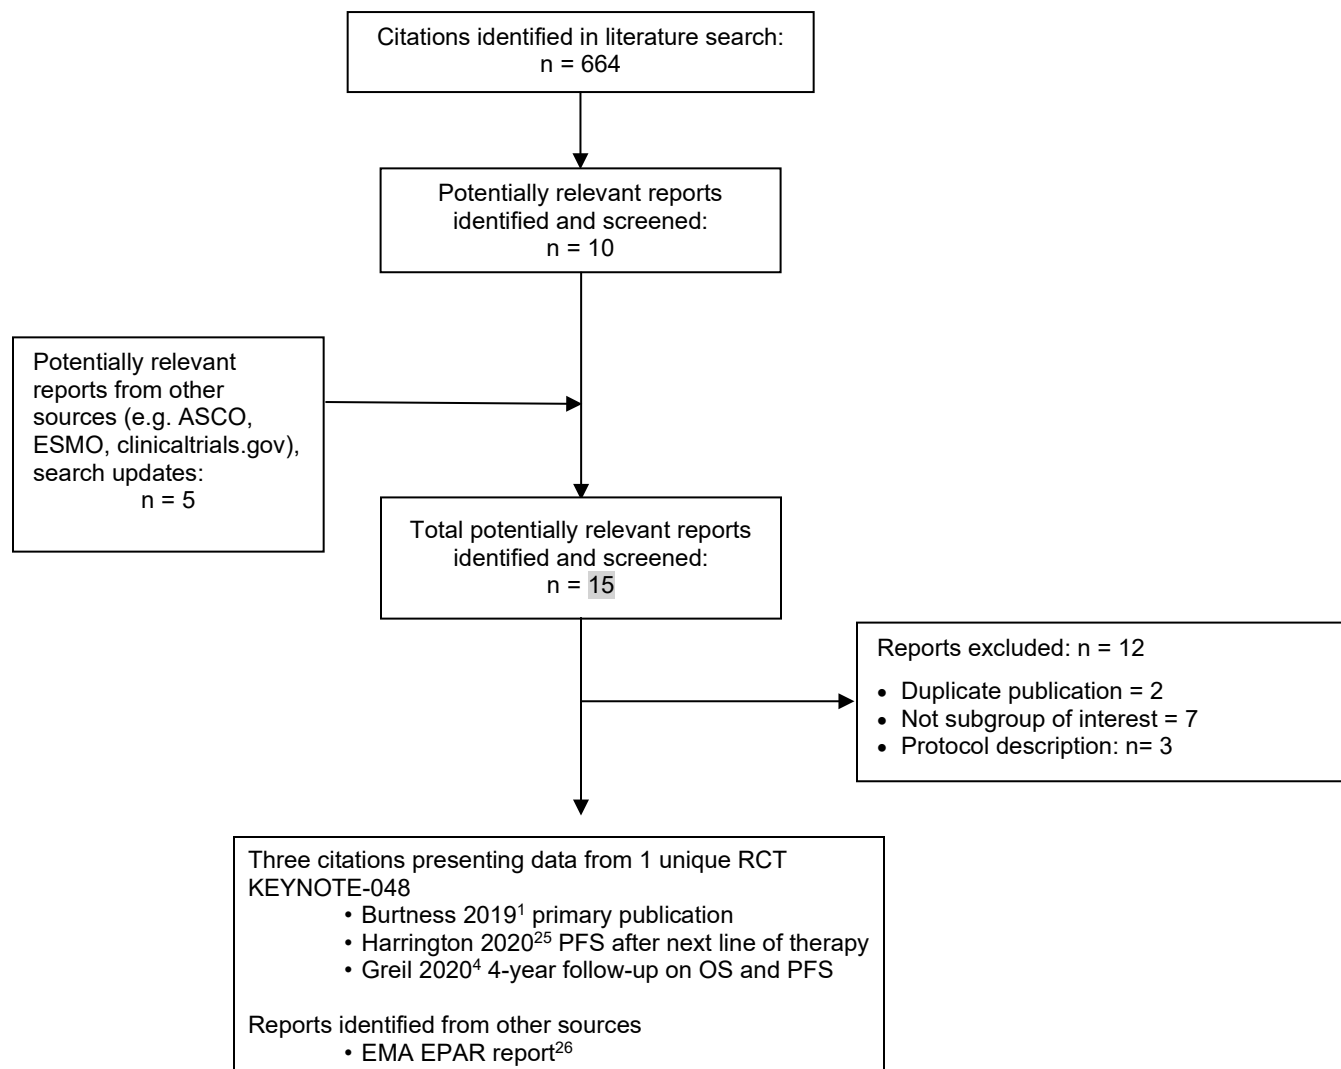 Citations identified in literature search:
n = 664
Potentially relevant reports
identified and screened:
n = 10
Potentially relevant
reports from other
sources (e.g. ASCO,
ESMO, clinicaltrials.gov),
search updates:
n = 5
Total potentially relevant reports
identified and screened:
n = 15
Reports excluded: n = 12
• Duplicate publication = 2
• Not subgroup of interest = 7
• Protocol description: n= 3
Three citations presenting data from 1 unique RCT
KEYNOTE-048
• Burtness 2019¹ primary publication
• Harrington 2020²⁵ PFS after next line of therapy
• Greil 2020⁴ 4-year follow-up on OS and PFS
Reports identified from other sources
• EMA EPAR report²⁶